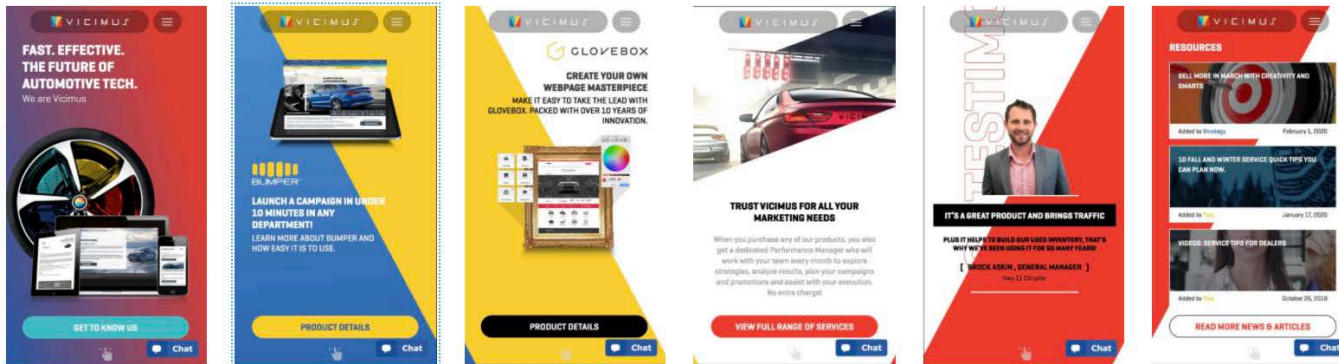 VICIMUS
FAST. EFFECTIVE.
THE FUTURE OF
AUTOMOTIVE TECH.
We are Vicimus
GET TO KNOW US
Chat
VICIMUS
BUMPER
LAUNCH A CAMPAIGN IN UNDER
10 MINUTES IN ANY
DEPARTMENT!
LEARN MORE ABOUT BUMPER AND
HOW EASY IT IS TO USE.
PRODUCT DETAILS
Chat
VICIMUS
GLOVEBOX
CREATE YOUR OWN
WEBPAGE MASTERPIECE
MAKE IT EASY TO TAKE THE LEAD WITH
GLOVEBOX. PACKED WITH OVER 10 YEARS OF
INNOVATION.
PRODUCT DETAILS
Chat
VICIMUS
TRUST VICIMUS FOR ALL YOUR
MARKETING NEEDS
When you purchase any of our products, you also
get a dedicated Performance Manager who will
work with your team every month to explore
strategies, analyze results, plan your campaigns
and promotions and assist with your execution.
No extra charge!
VIEW FULL RANGE OF SERVICES
Chat
VICIMUS
TESTIMO
IT'S A GREAT PRODUCT AND BRINGS TRAFFIC
PLUS IT HELPS TO BUILD OUR USED INVENTORY, THAT'S
WHY WE'VE BEEN USING IT FOR SO MANY YEARS!
[ BROCK ASKIN, GENERAL MANAGER ]
Hwy 11 Chrysler
Chat
VICIMUS
RESOURCES
SELL MORE IN MARCH WITH CREATIVITY AND
SMARTS
Added to Strategy February 1, 2020
10 FALL AND WINTER SERVICE QUICK TIPS YOU
CAN PLAN NOW.
Added to Tips January 17, 2020
VIDEOS: SERVICE TIPS FOR DEALERS
Added to Tips
READ MORE NEWS & ARTICLES
Chat